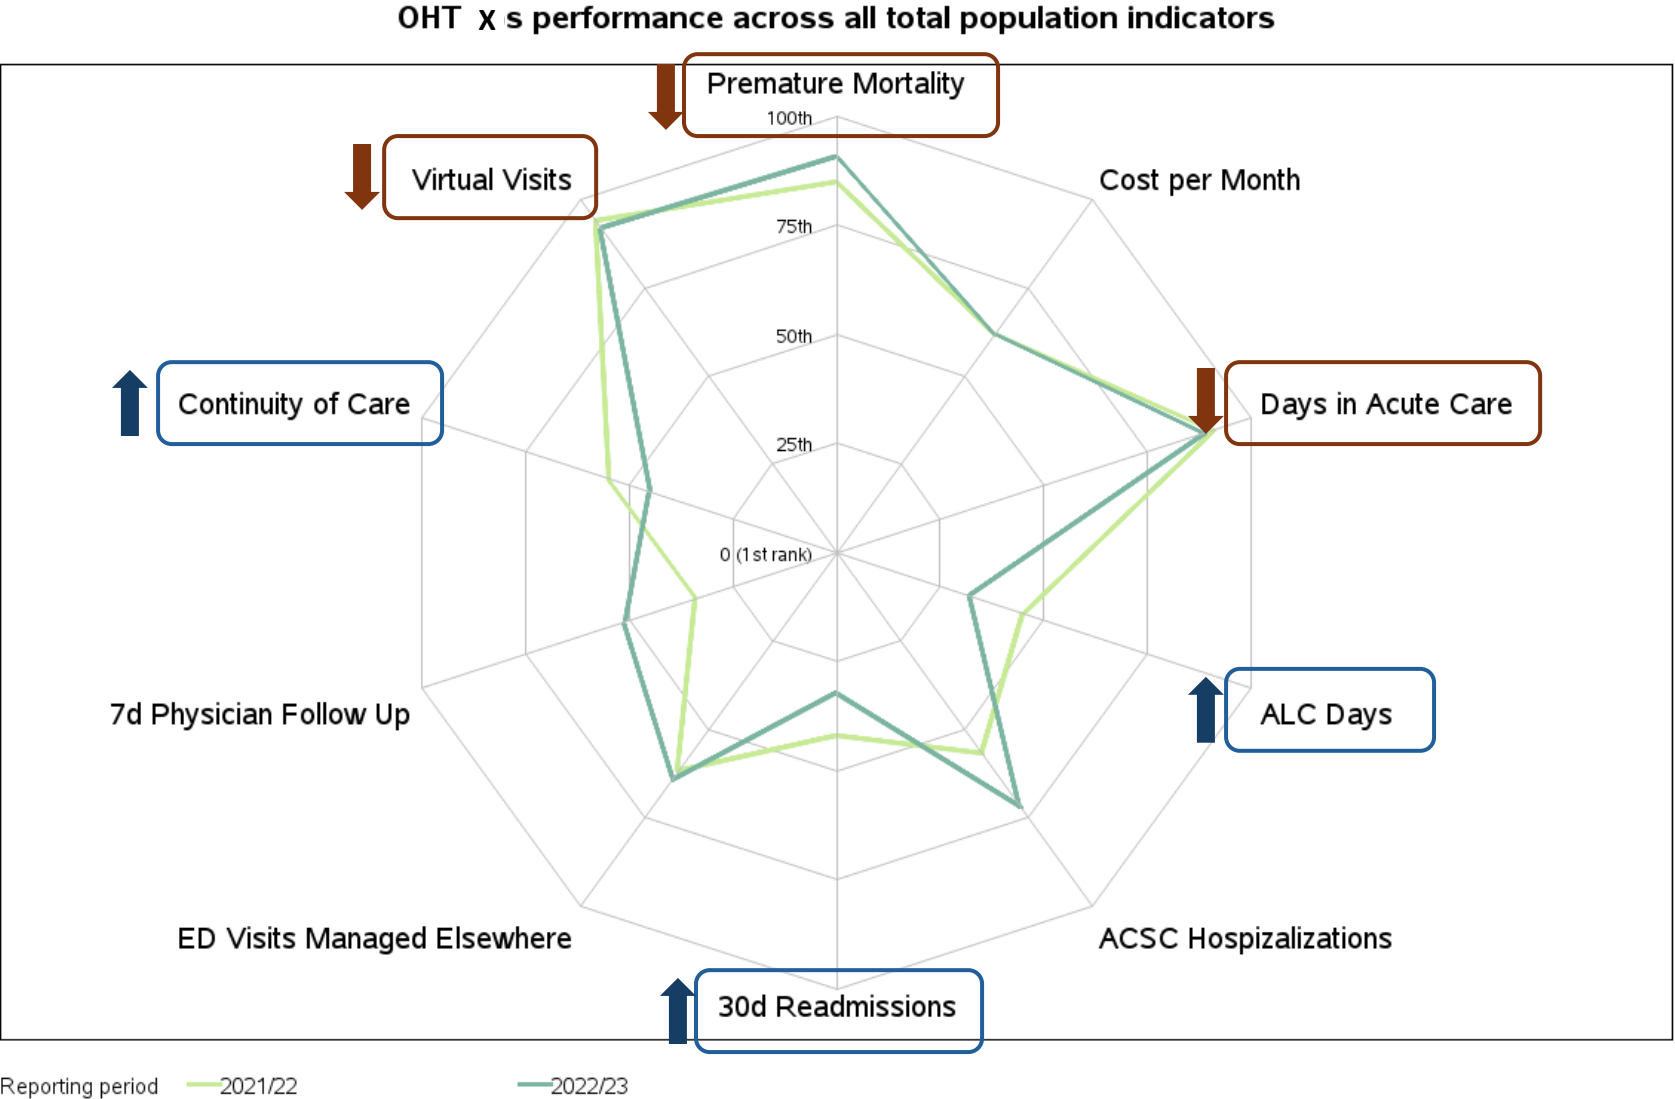 OHT x s performance across all total population indicators
Premature Mortality
100th
Virtual Visits
Cost per Month
75th
50th
Continuity of Care
Days in Acute Care
25th
0 (1st rank)
7d Physician Follow Up
ALC Days
ED Visits Managed Elsewhere
ACSC Hospizalizations
30d Readmissions
Reporting period 2021/22 2022/23